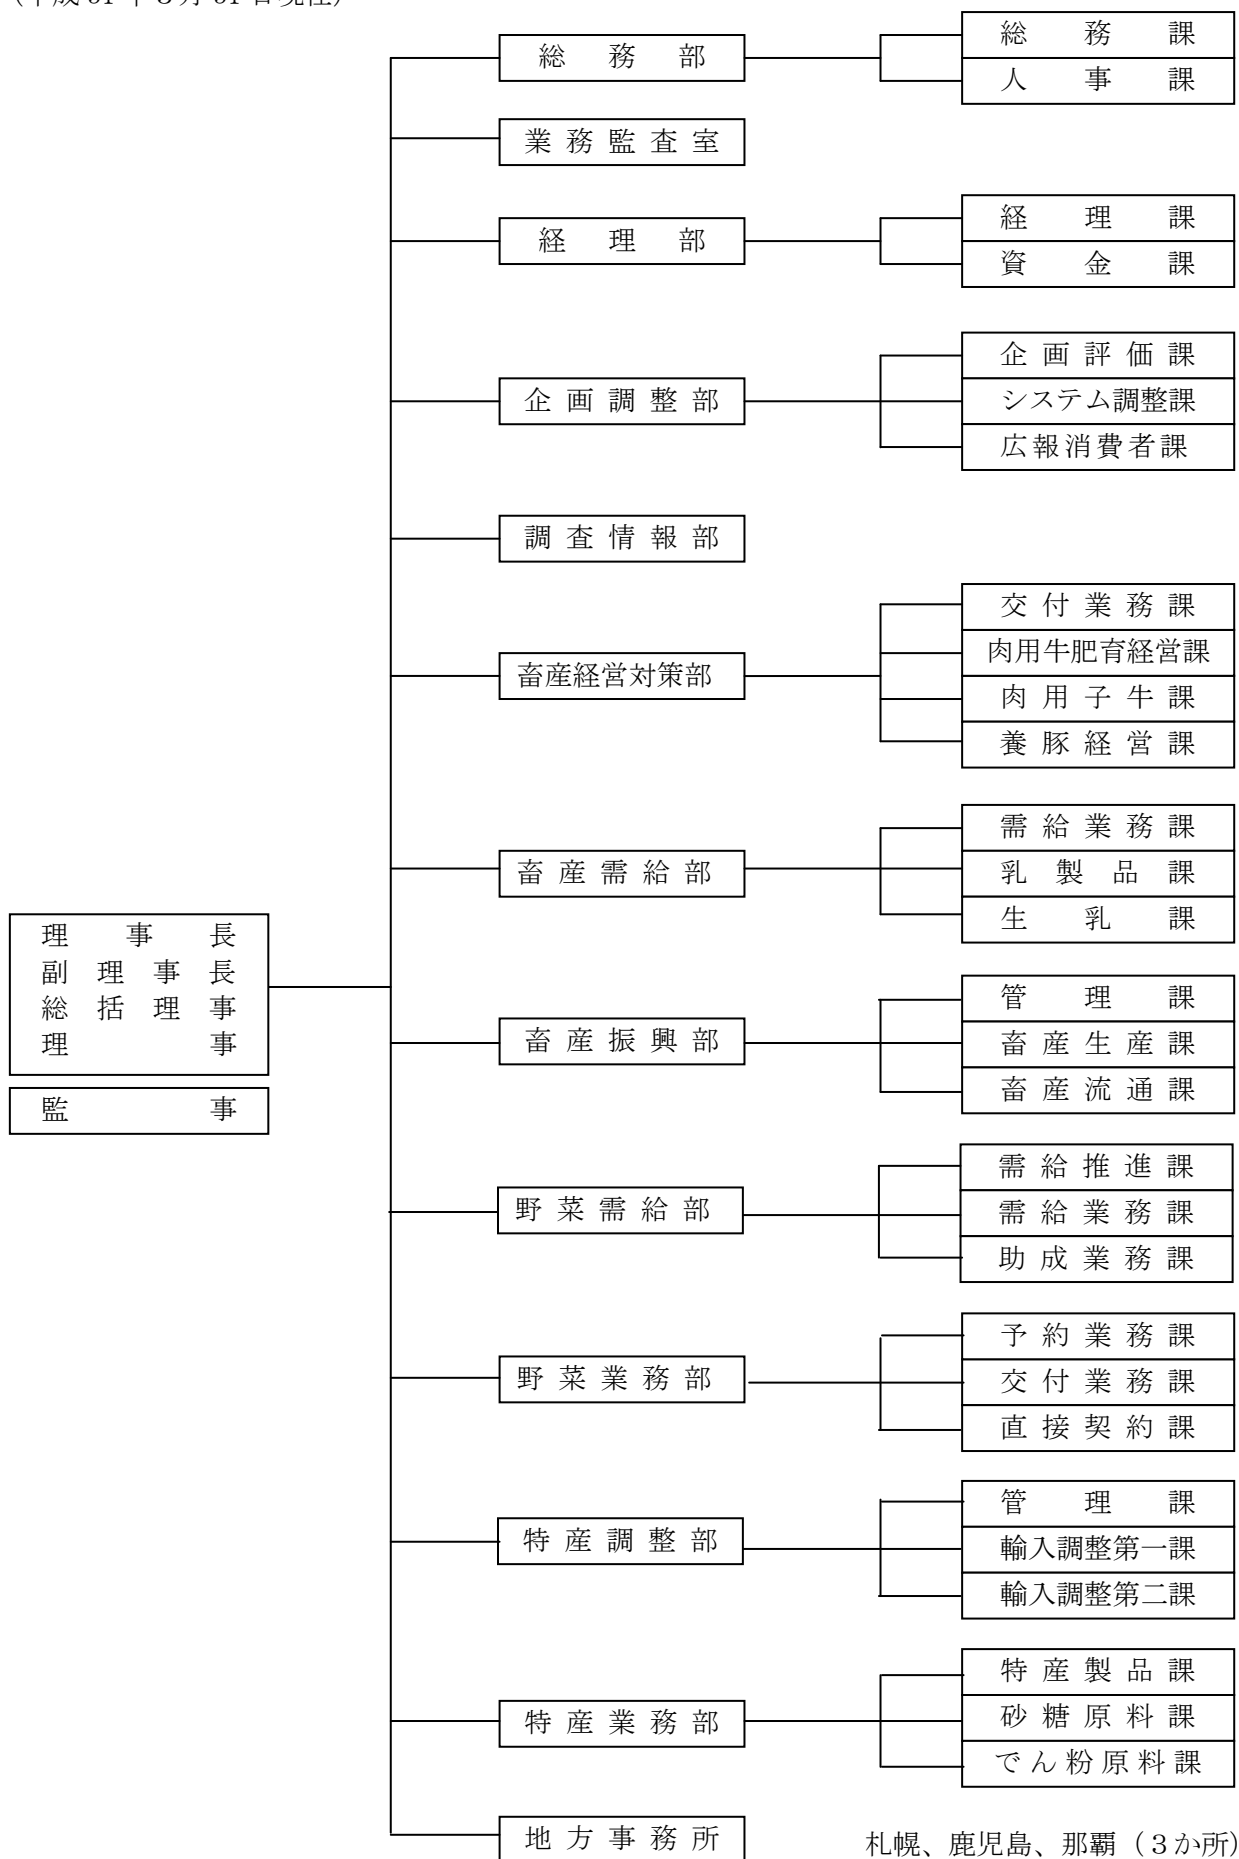 総務部
総務課
人事課
業務監査室
経理部
経理課
資金課
企画調整部
企画評価課
システム調整課
広報消費者課
調査情報部
畜産経営対策部
交付業務課
肉用牛肥育経営課
肉用子牛課
養豚経営課
畜産需給部
需給業務課
乳製品課
生乳課
理事長
副理事長
総括理事
理事
監事
畜産振興部
管理課
畜産生産課
畜産流通課
野菜需給部
需給推進課
需給業務課
助成業務課
野菜業務部
予約業務課
交付業務課
直接契約課
特産調整部
管理課
輸入調整第一課
輸入調整第二課
特産業務部
特産製品課
砂糖原料課
でん粉原料課
地方事務所
札幌、鹿児島、那覇（３か所）